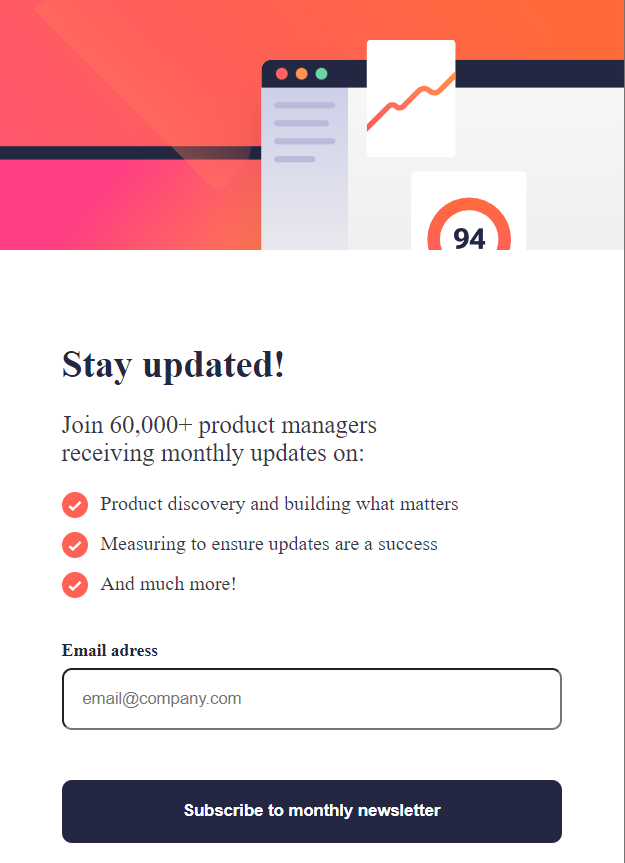 94
Stay updated!
Join 60,000+ product managers
receiving monthly updates on:
Product discovery and building what matters
Measuring to ensure updates are a success
And much more!
Email adress
email@company.com
Subscribe to monthly newsletter